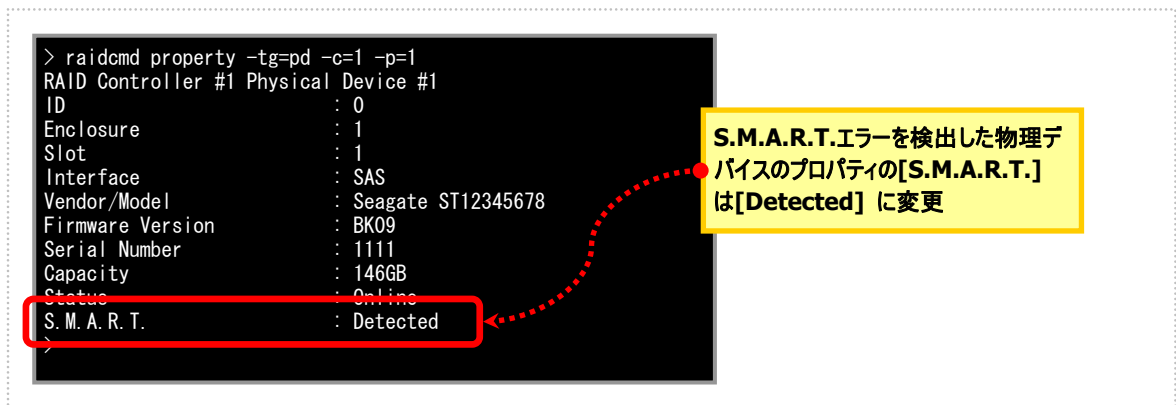 > raidcmd property -tg=pd -c=1 -p=1
RAID Controller #1 Physical Device #1
ID : 0
Enclosure : 1
Slot : 1
Interface : SAS
Vendor/Model : Seagate ST12345678
Firmware Version : BK09
Serial Number : 1111
Capacity : 146GB
Status : Online
S.M.A.R.T. : Detected
>
S.M.A.R.T.エラーを検出した物理デ
バイスのプロパティの[S.M.A.R.T.]
は[Detected] に変更